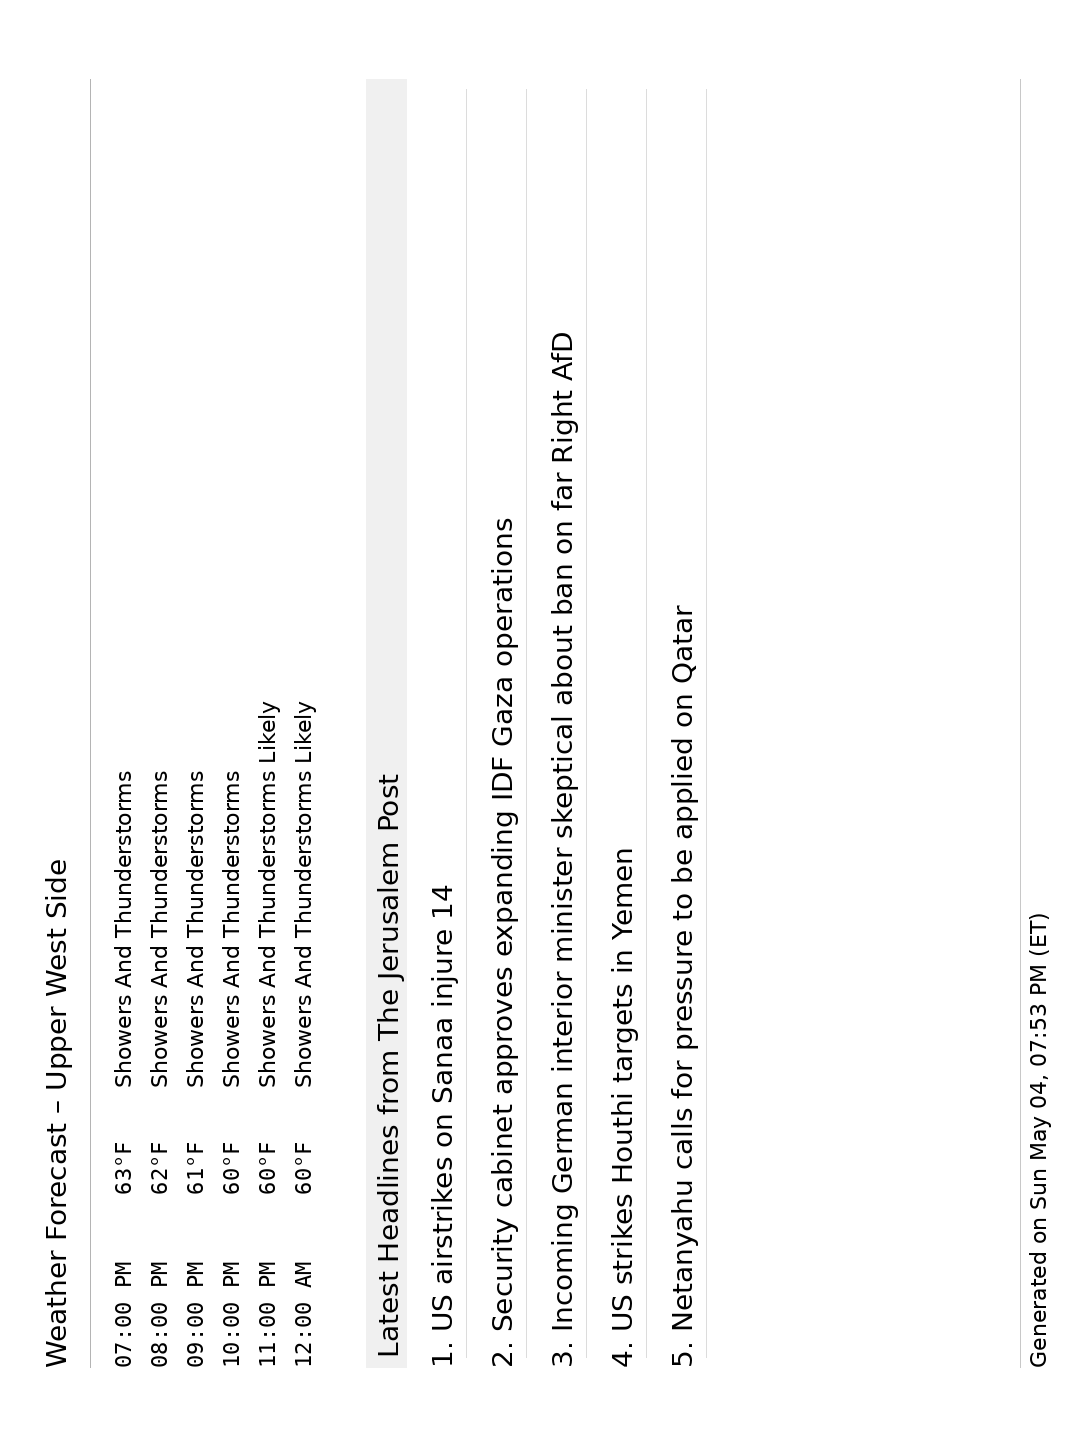 Weather Forecast – Upper West Side
07:00 PM 63°F Showers And Thunderstorms
08:00 PM 62°F Showers And Thunderstorms
09:00 PM 61°F Showers And Thunderstorms
10:00 PM 60°F Showers And Thunderstorms
11:00 PM 60°F Showers And Thunderstorms Likely
12:00 AM 60°F Showers And Thunderstorms Likely
Latest Headlines from The Jerusalem Post
1. US airstrikes on Sanaa injure 14
2. Security cabinet approves expanding IDF Gaza operations
3. Incoming German interior minister skeptical about ban on far Right AfD
4. US strikes Houthi targets in Yemen
5. Netanyahu calls for pressure to be applied on Qatar
Generated on Sun May 04, 07:53 PM (ET)